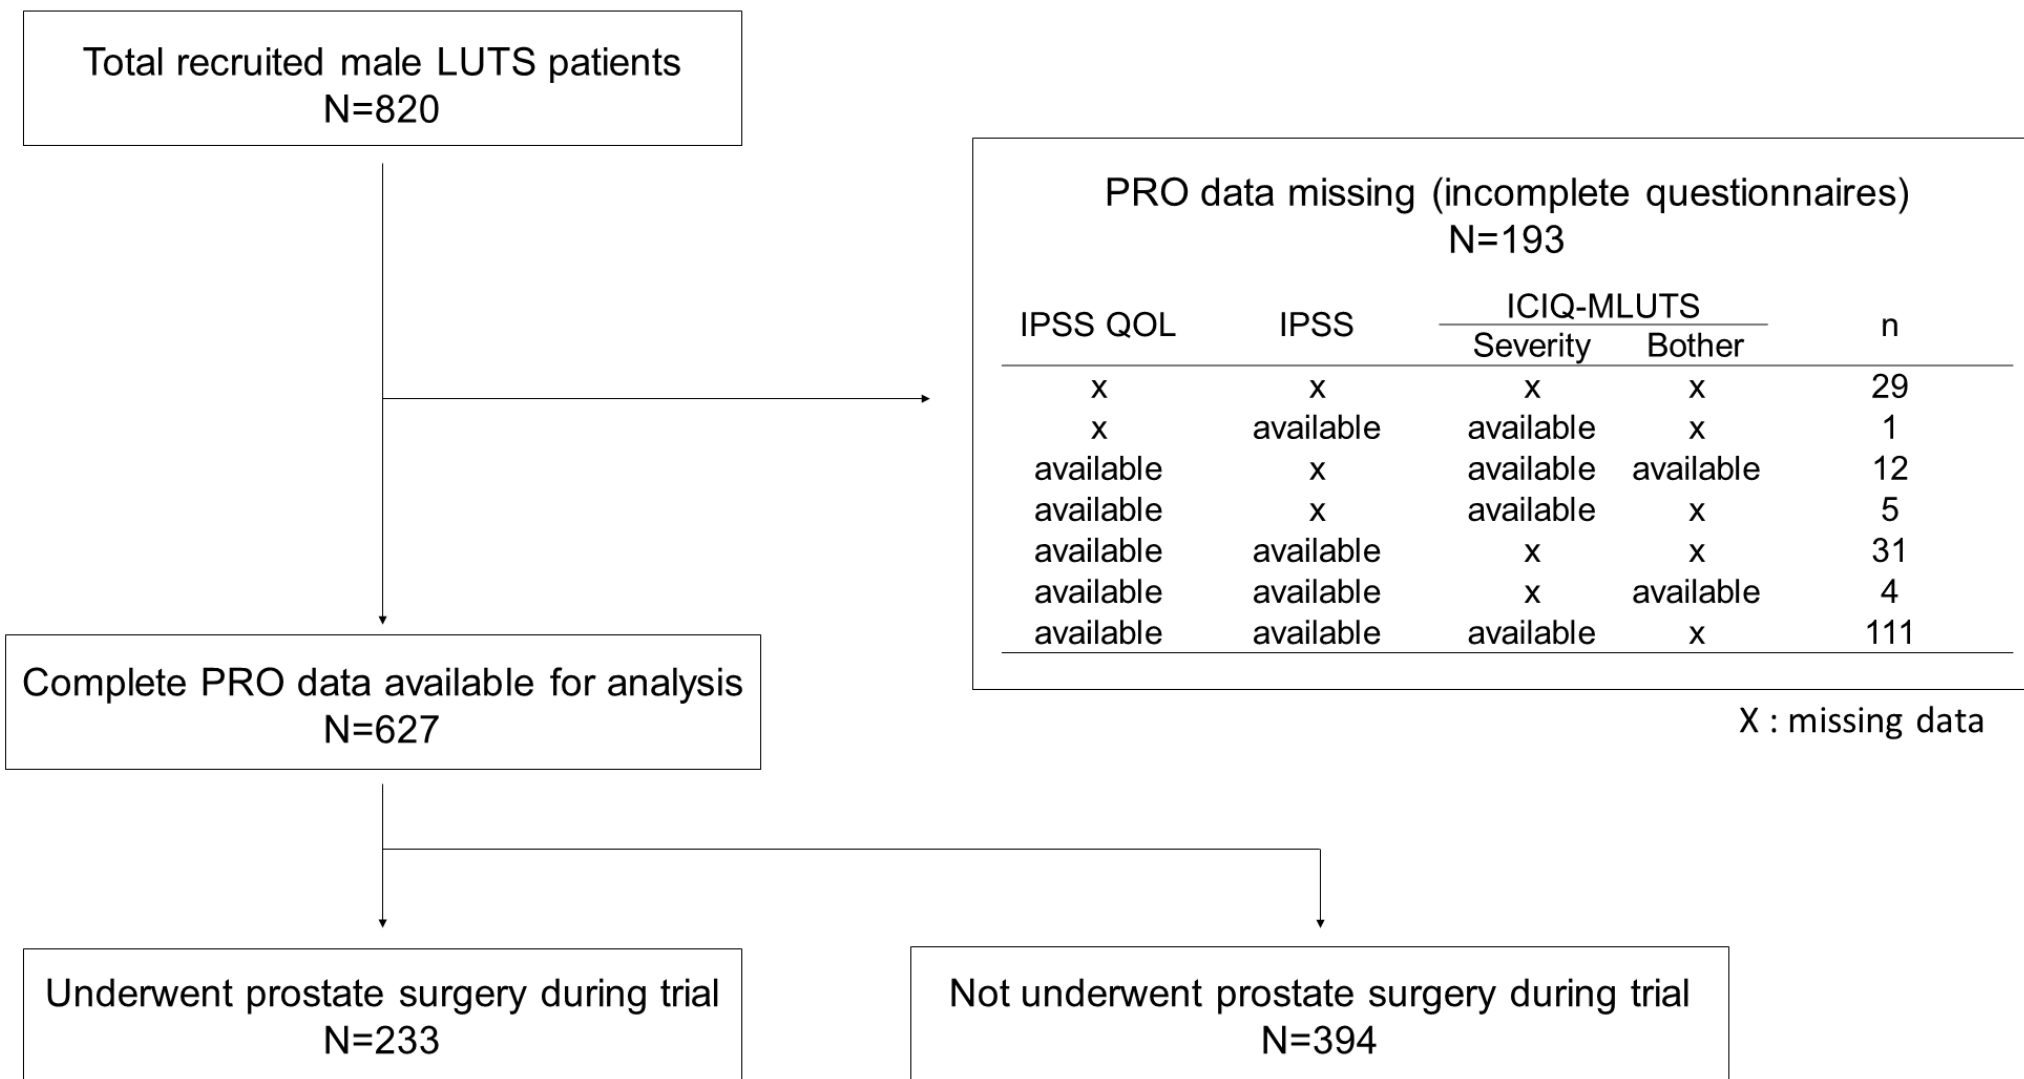 Total recruited male LUTS patients
N=820
PRO data missing (incomplete questionnaires)
N=193
IPSS QOL IPSS ICIQ-MLUTS n
Severity Bother
x x x x 29
x available available x 1
available x available available 12
available x available x 5
available available x x 31
available available x available 4
available available available x 111
X : missing data
Complete PRO data available for analysis
N=627
Underwent prostate surgery during trial
N=233
Not underwent prostate surgery during trial
N=394